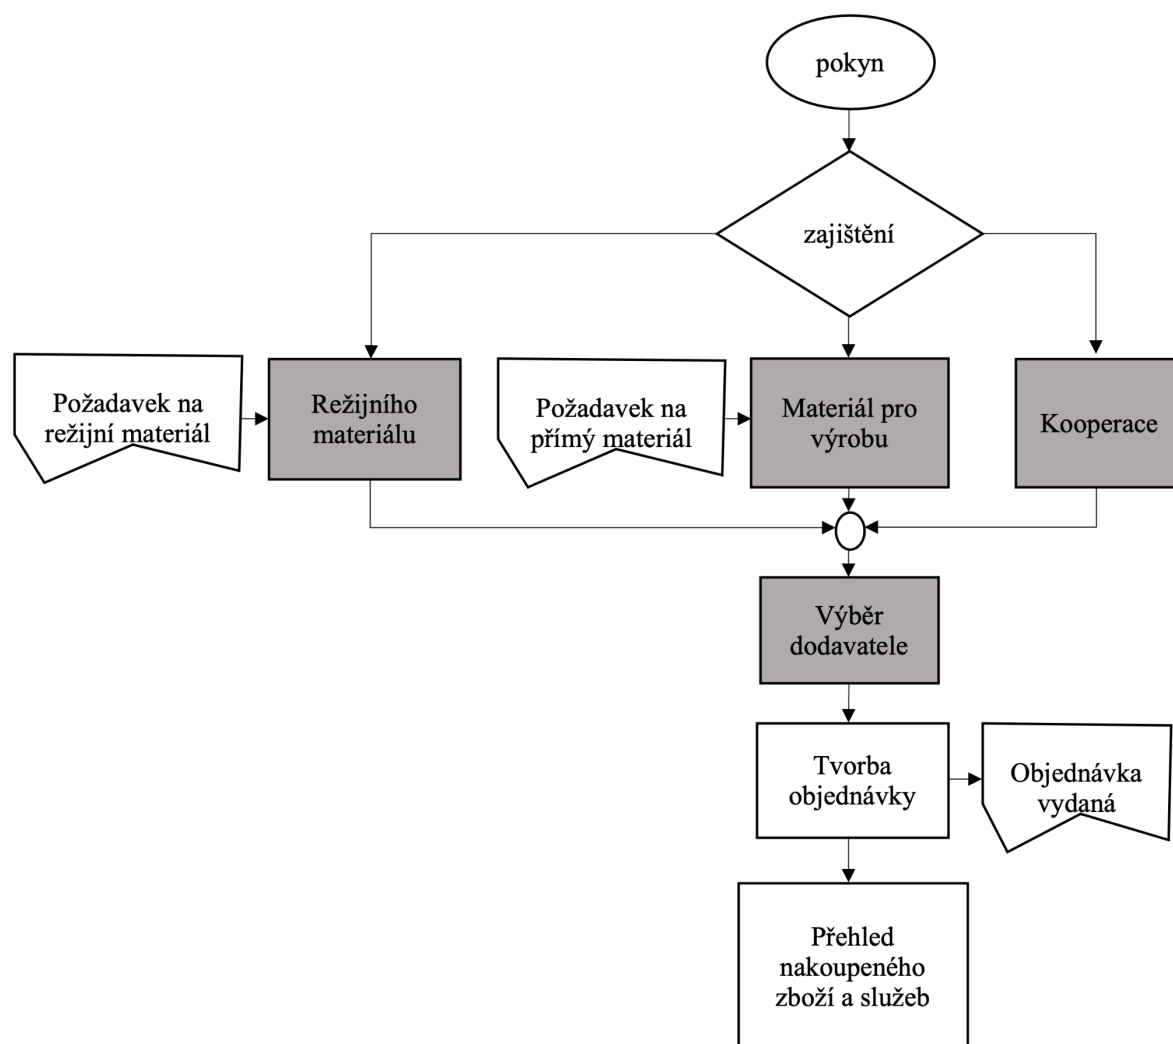 pokyn
zajištění
Požadavek na
režijní materiál
Režijního
materiálu
Požadavek na
přímý materiál
Materiál pro
výrobu
Kooperace
Výběr
dodavatele
Tvorba
objednávky
Objednávka
vydaná
Přehled
nakoupeného
zboží a služeb